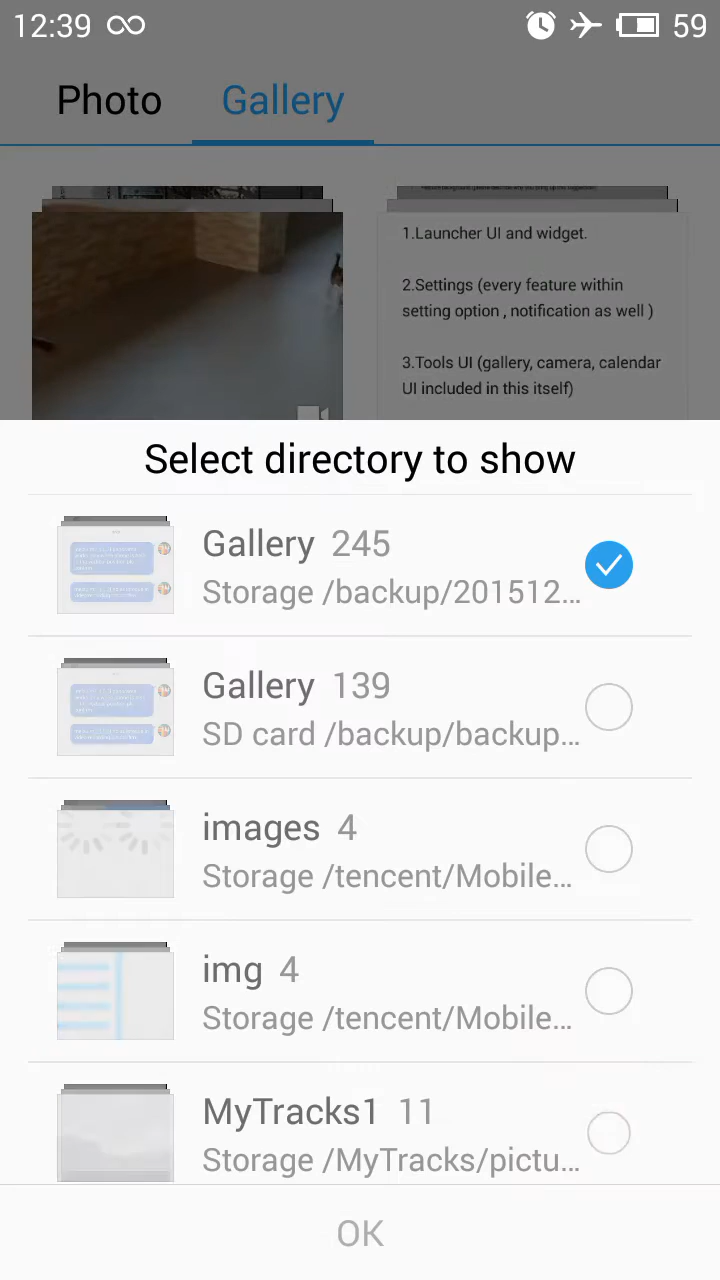 12:39 59
Photo Gallery
1.Launcher UI and widget.
2.Settings (every feature within
setting option , notification as well )
3.Tools UI (gallery, camera, calendar
UI included in this itself)
Select directory to show
Gallery 245
Storage /backup/201512...
Gallery 139
SD card /backup/backup...
images 4
Storage /tencent/Mobile...
img 4
Storage /tencent/Mobile...
MyTracks1 11
Storage /MyTracks/pictu...
OK